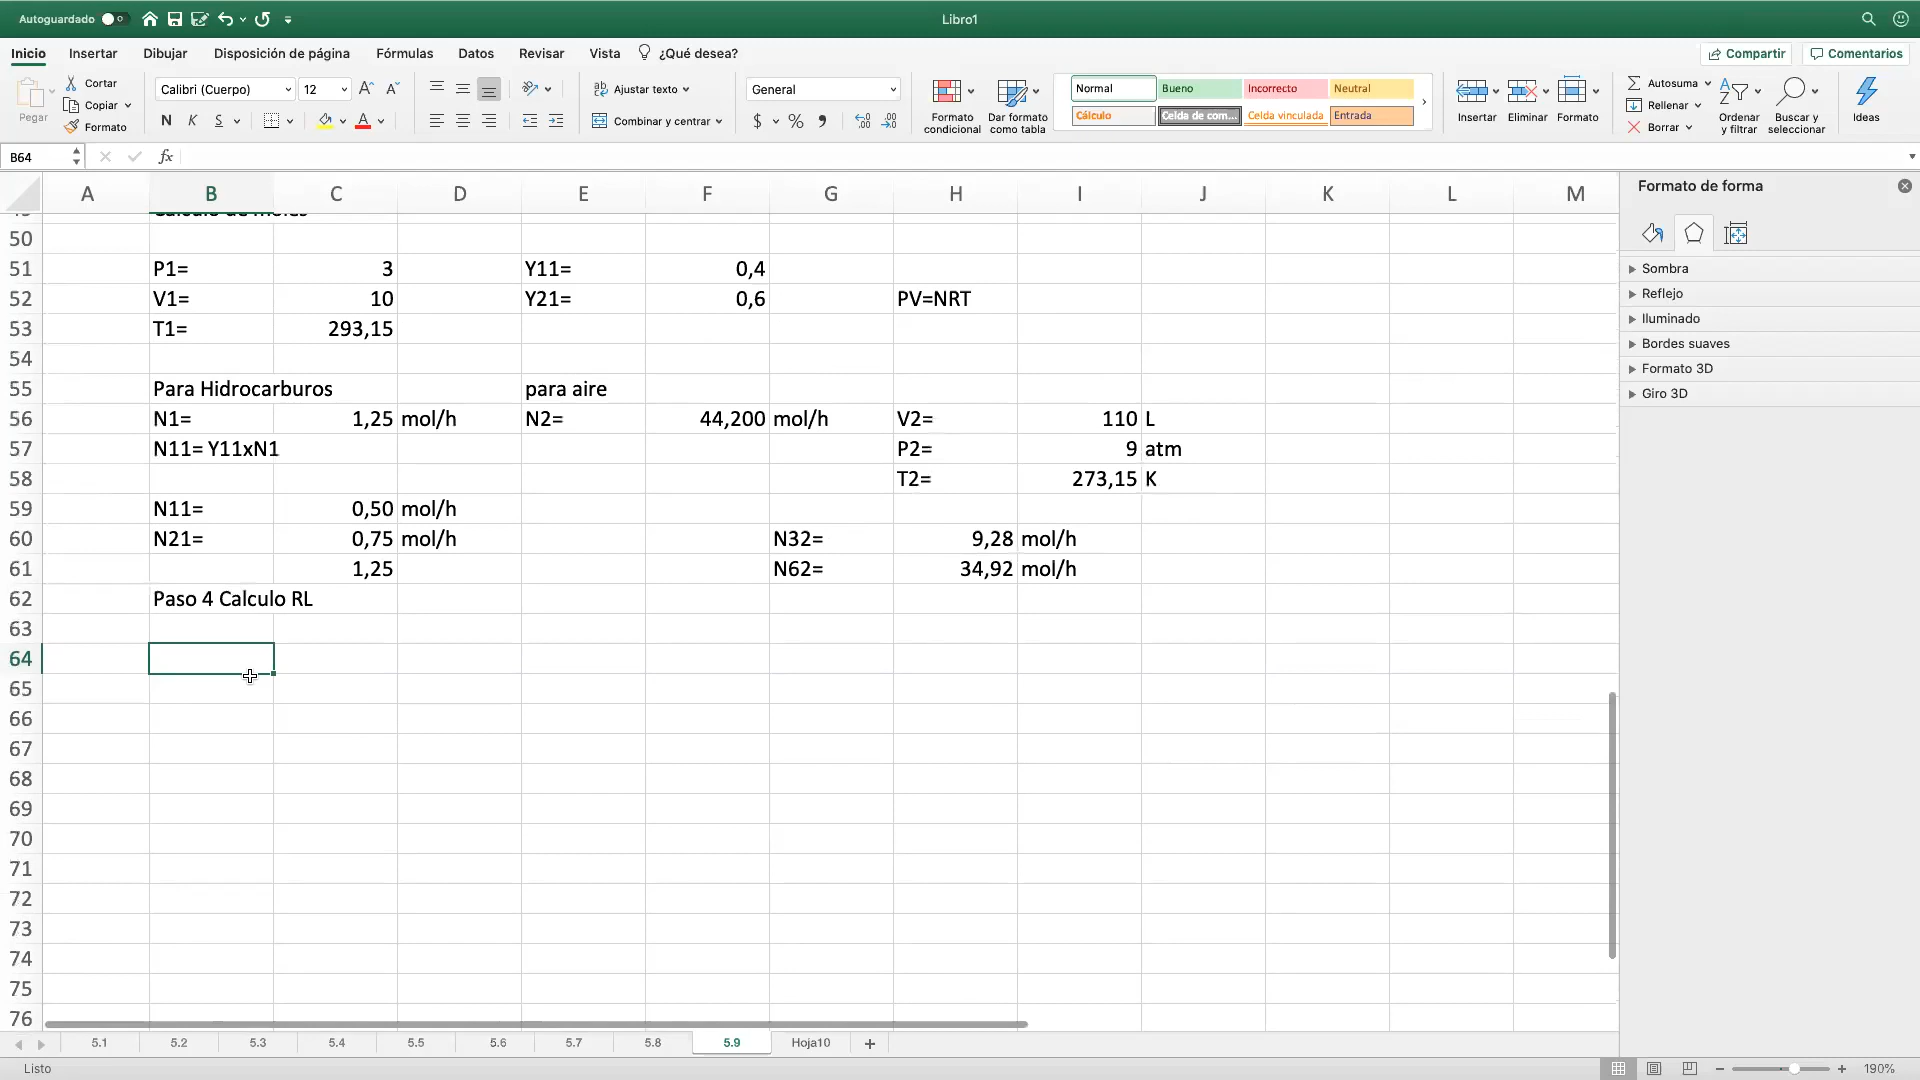 Autoguardado
Libro1
Inicio Insertar Dibujar Disposición de página Fórmulas Datos Revisar Vista ¿Qué desea? Compartir Comentarios
Pegar
Cortar
Copiar
Formato
Calibri (Cuerpo) 12
N K S
Ajustar texto
Combinar y centrar
General
$ % 9
Formato condicional
Dar formato como tabla
Normal Bueno Incorrecto Neutral
Cálculo Celda de com... Celda vinculada Entrada
Insertar Eliminar Formato
Autosuma
Rellenar
Borrar
Ordenar y filtrar
Buscar y seleccionar
Ideas
B64 fx
A B C D E F G H I J K L M
50
51 P1= 3 Y11= 0,4
52 V1= 10 Y21= 0,6 PV=NRT
53 T1= 293,15
54
55 Para Hidrocarburos para aire
56 N1= 1,25 mol/h N2= 44,200 mol/h V2= 110 L
57 N11= Y11xN1 P2= 9 atm
58 T2= 273,15 K
59 N11= 0,50 mol/h
60 N21= 0,75 mol/h N32= 9,28 mol/h
61 1,25 N62= 34,92 mol/h
62 Paso 4 Calculo RL
63
64
65
66
67
68
69
70
71
72
73
74
75
76
Formato de forma
Sombra
Reflejo
Iluminado
Bordes suaves
Formato 3D
Giro 3D
5.1 5.2 5.3 5.4 5.5 5.6 5.7 5.8 5.9 Hoja10
Listo 190%